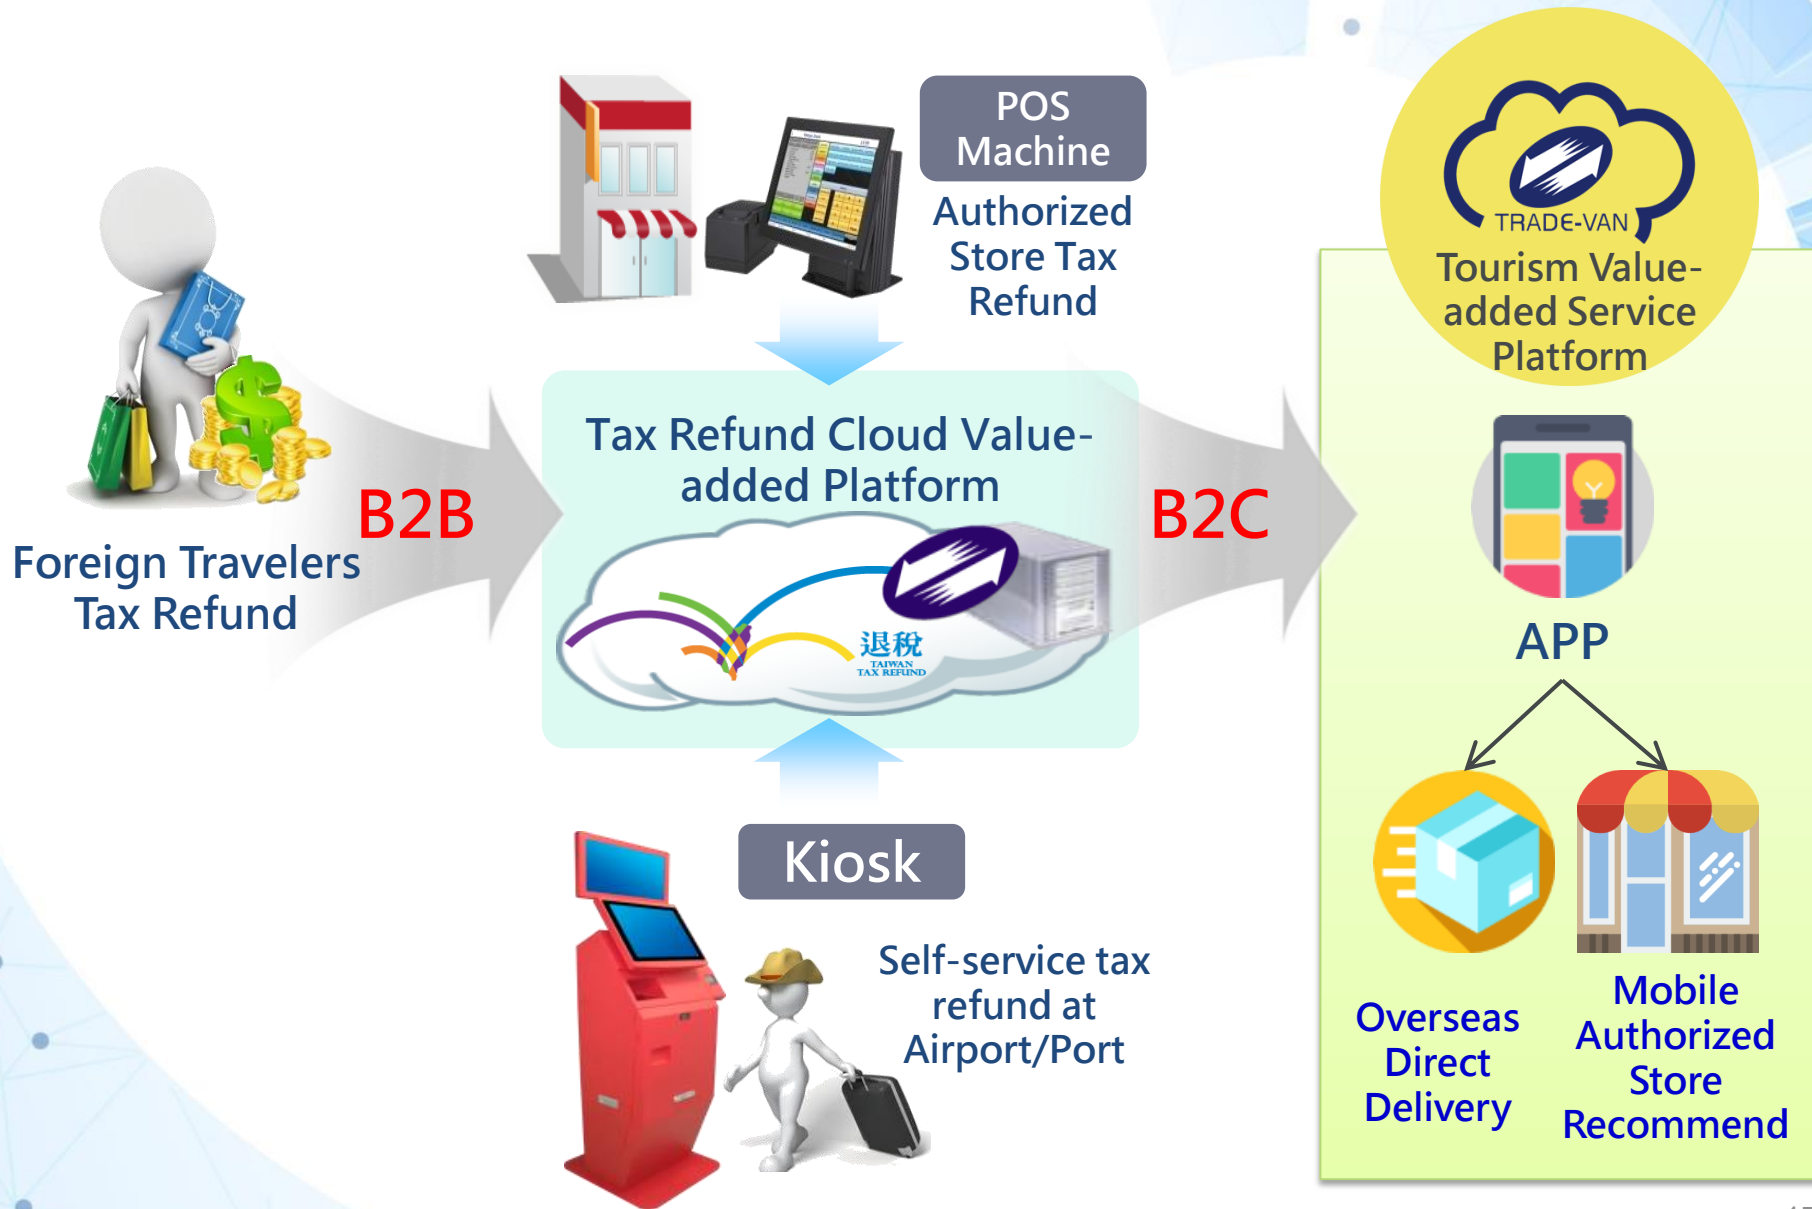 POS
Machine
Authorized
Store Tax
Refund
TRADE-VAN
Tourism Value-
added Service
Platform
Foreign Travelers
Tax Refund
B2B
Tax Refund Cloud Value-
added Platform
退稅
TAIWAN
TAX REFUND
B2C
APP
Kiosk
Self-service tax
refund at
Airport/Port
Overseas
Direct
Delivery
Mobile
Authorized
Store
Recommend